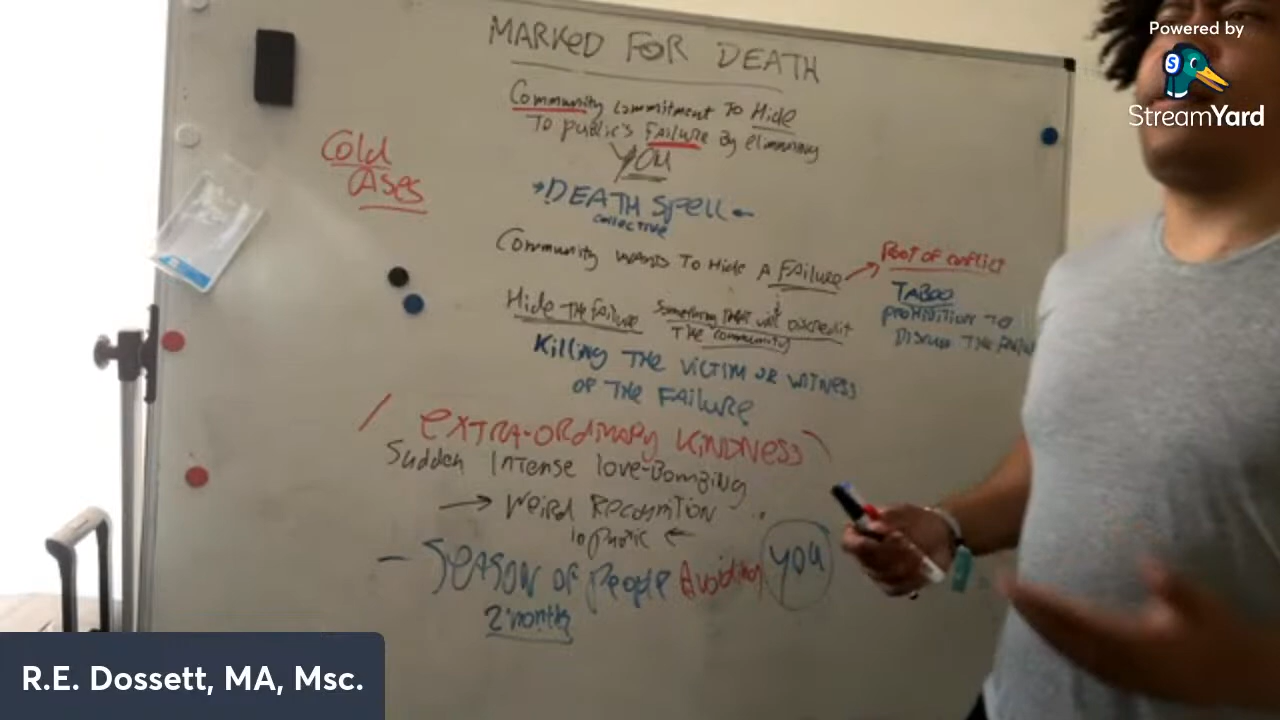 MARKED FOR DEATH
Community commitment TO Hide
To public's FAILURE By eliminating
YOU
DEATH SPELL
collective
Cold
CASES
Community WANTS To Hide A FAILURE
Root of conflict
TABOO
prohibition TO
Discuss THE
Hide THE FAILURE
Something THAT will discredit
THE community
Killing THE VICTIM OR WITNESS
OF THE FAILURE
EXTRA-ORDINARY KINDNESS
Sudden Intense love-Bombing
Weird Recognition
In Public
SEASON OF People Avoiding YOU
2 months
Powered by
StreamYard
R.E. Dossett, MA, Msc.